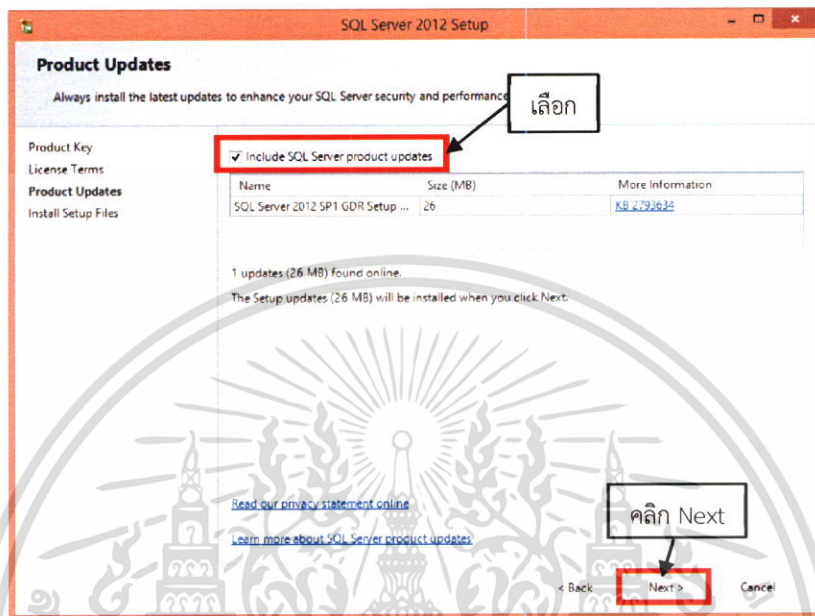 SQL Server 2012 Setup
Product Updates
Always install the latest updates to enhance your SQL Server security and performance
เลือก
Product Key
License Terms
Product Updates
Install Setup Files
Include SQL Server product updates
Name Size (MB) More Information
SQL Server 2012 SP1 GDR Setup ... 26 KB 2793634
1 updates (26 MB) found online.
The Setup updates (26 MB) will be installed when you click Next.
Read our privacy statement online
Learn more about SQL Server product updates
คลิก Next
< Back Next > Cancel